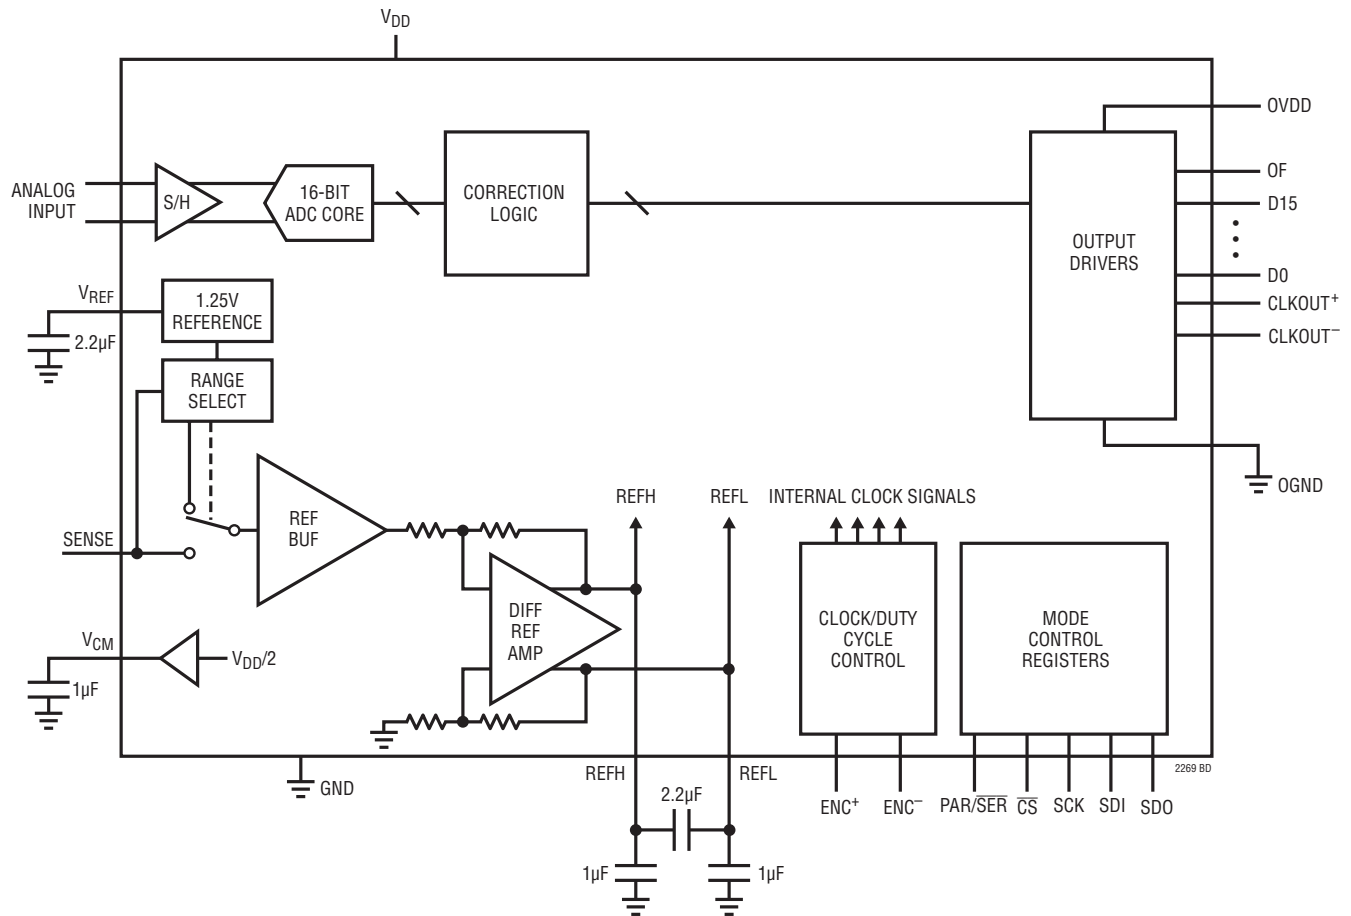 VDD
OVDD
OF
D15
D0
CLKOUT+
CLKOUT−
OGND
ANALOG
INPUT
S/H
16-BIT
ADC CORE
CORRECTION
LOGIC
OUTPUT
DRIVERS
VREF
2.2µF
1.25V
REFERENCE
RANGE
SELECT
SENSE
REF
BUF
REFH
REFL
INTERNAL CLOCK SIGNALS
DIFF
REF
AMP
CLOCK/DUTY
CYCLE
CONTROL
MODE
CONTROL
REGISTERS
VCM
VDD/2
1µF
GND
REFH
REFL
2.2µF
1µF
1µF
ENC+
ENC−
PAR/SER
CS
SCK
SDI
SDO
2269 BD